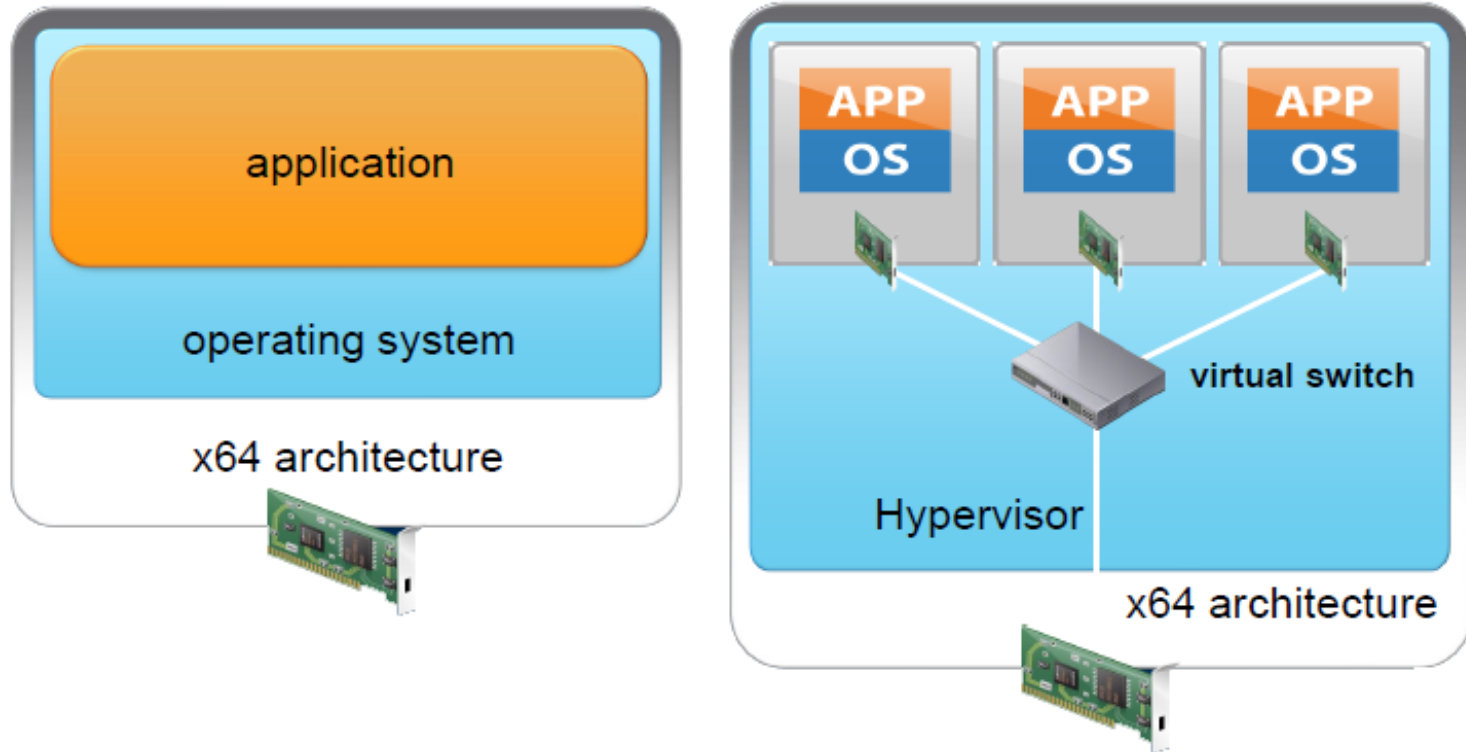 application
operating system
x64 architecture
APP
OS
APP
OS
APP
OS
virtual switch
Hypervisor
x64 architecture